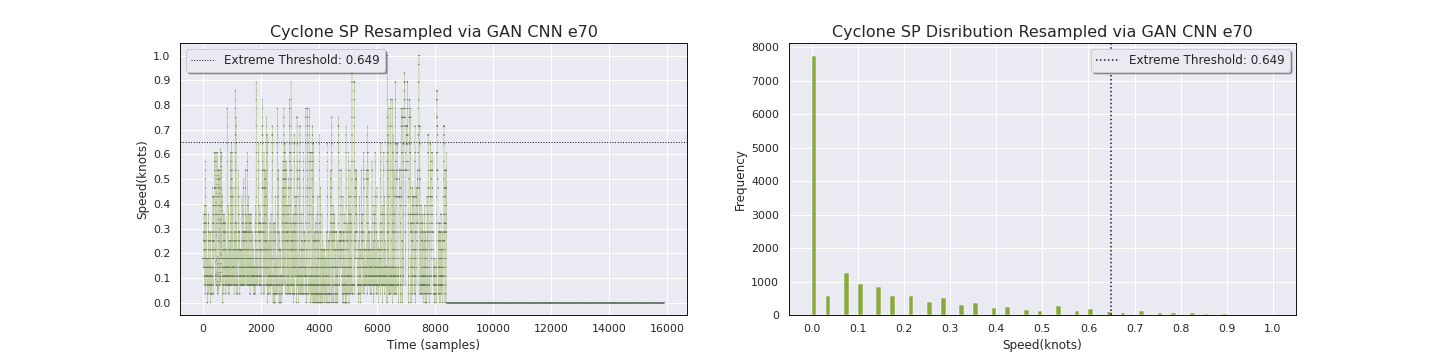 Cyclone SP Resampled via GAN CNN e70
Extreme Threshold: 0.649
1.0
0.9
0.8
0.7
0.6
0.5
0.4
0.3
0.2
0.1
0.0
Speed(knots)
0 2000 4000 6000 8000 10000 12000 14000 16000
Time (samples)
Cyclone SP Disribution Resampled via GAN CNN e70
Extreme Threshold: 0.649
8000
7000
6000
5000
4000
3000
2000
1000
0
Frequency
0.0 0.1 0.2 0.3 0.4 0.5 0.6 0.7 0.8 0.9 1.0
Speed(knots)